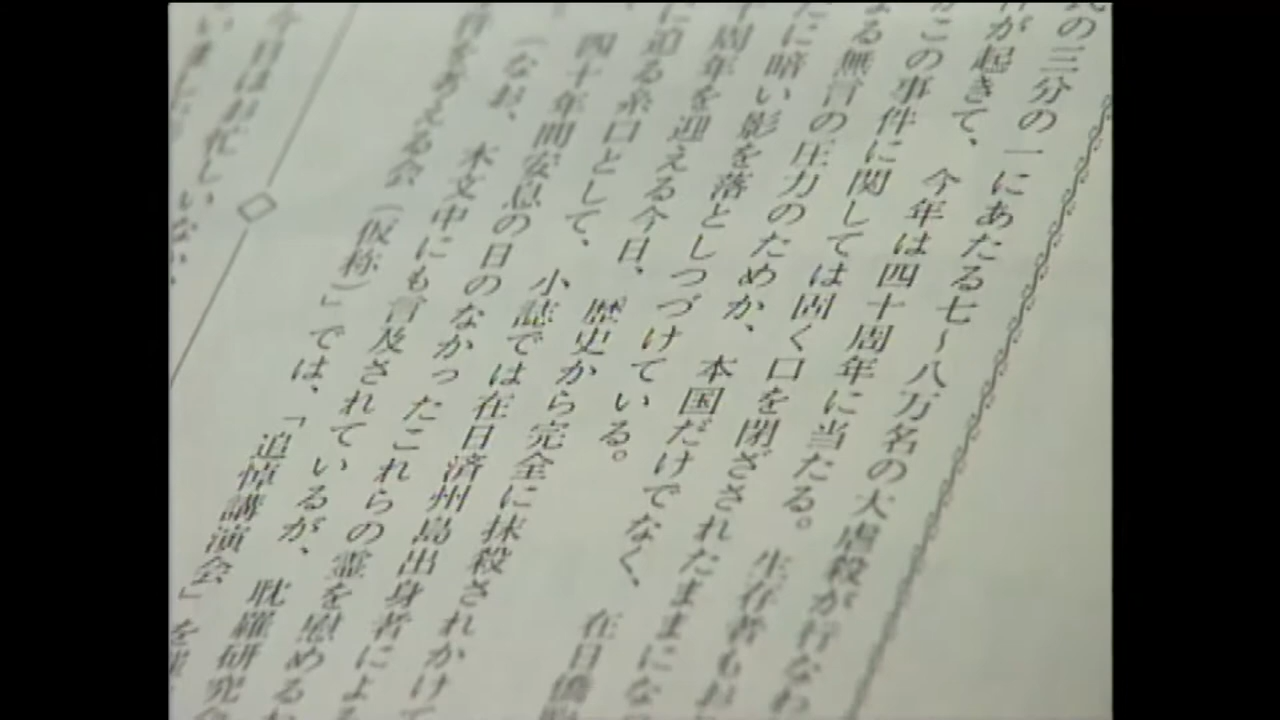 の三分の一にあたる七〜八万名の大虐殺が行なわ
が起きて、今年は四十周年に当たる。生存者もお
この事件に関しては固く口を閉ざされたままにな
る無言の圧力のためか、本国だけでなく、在日僑
に暗い影を落としつづけている。
周年を迎える今日、歴史から完全に抹殺されかけて
に迫る糸口として、小誌では在日済州島出身者によ
四十年間安息の日のなかったこれらの霊を慰める
(なお、本文中にも言及されているが、耽羅研究会
を考える会(仮称)」では、「追悼講演会」を
今日はお忙しい